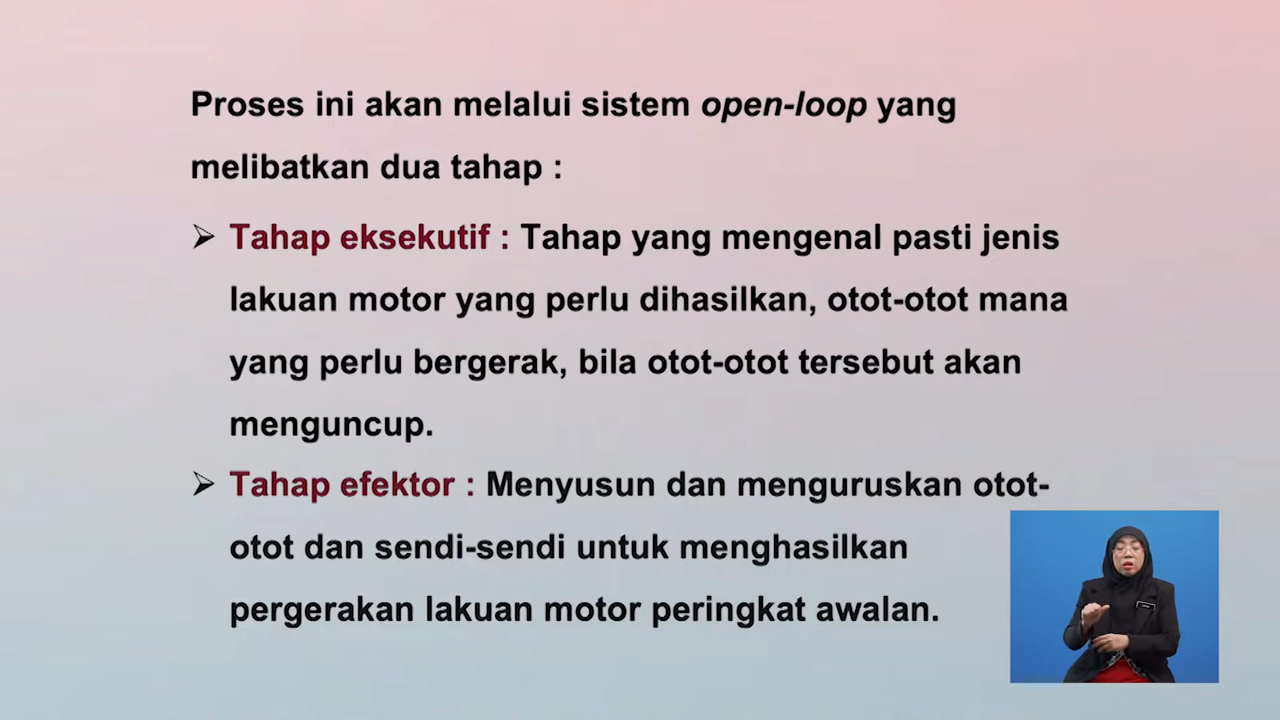 Proses ini akan melalui sistem open-loop yang
melibatkan dua tahap :
➢ Tahap eksekutif : Tahap yang mengenal pasti jenis
lakuan motor yang perlu dihasilkan, otot-otot mana
yang perlu bergerak, bila otot-otot tersebut akan
menguncup.
➢ Tahap efektor : Menyusun dan menguruskan otot-
otot dan sendi-sendi untuk menghasilkan
pergerakan lakuan motor peringkat awalan.